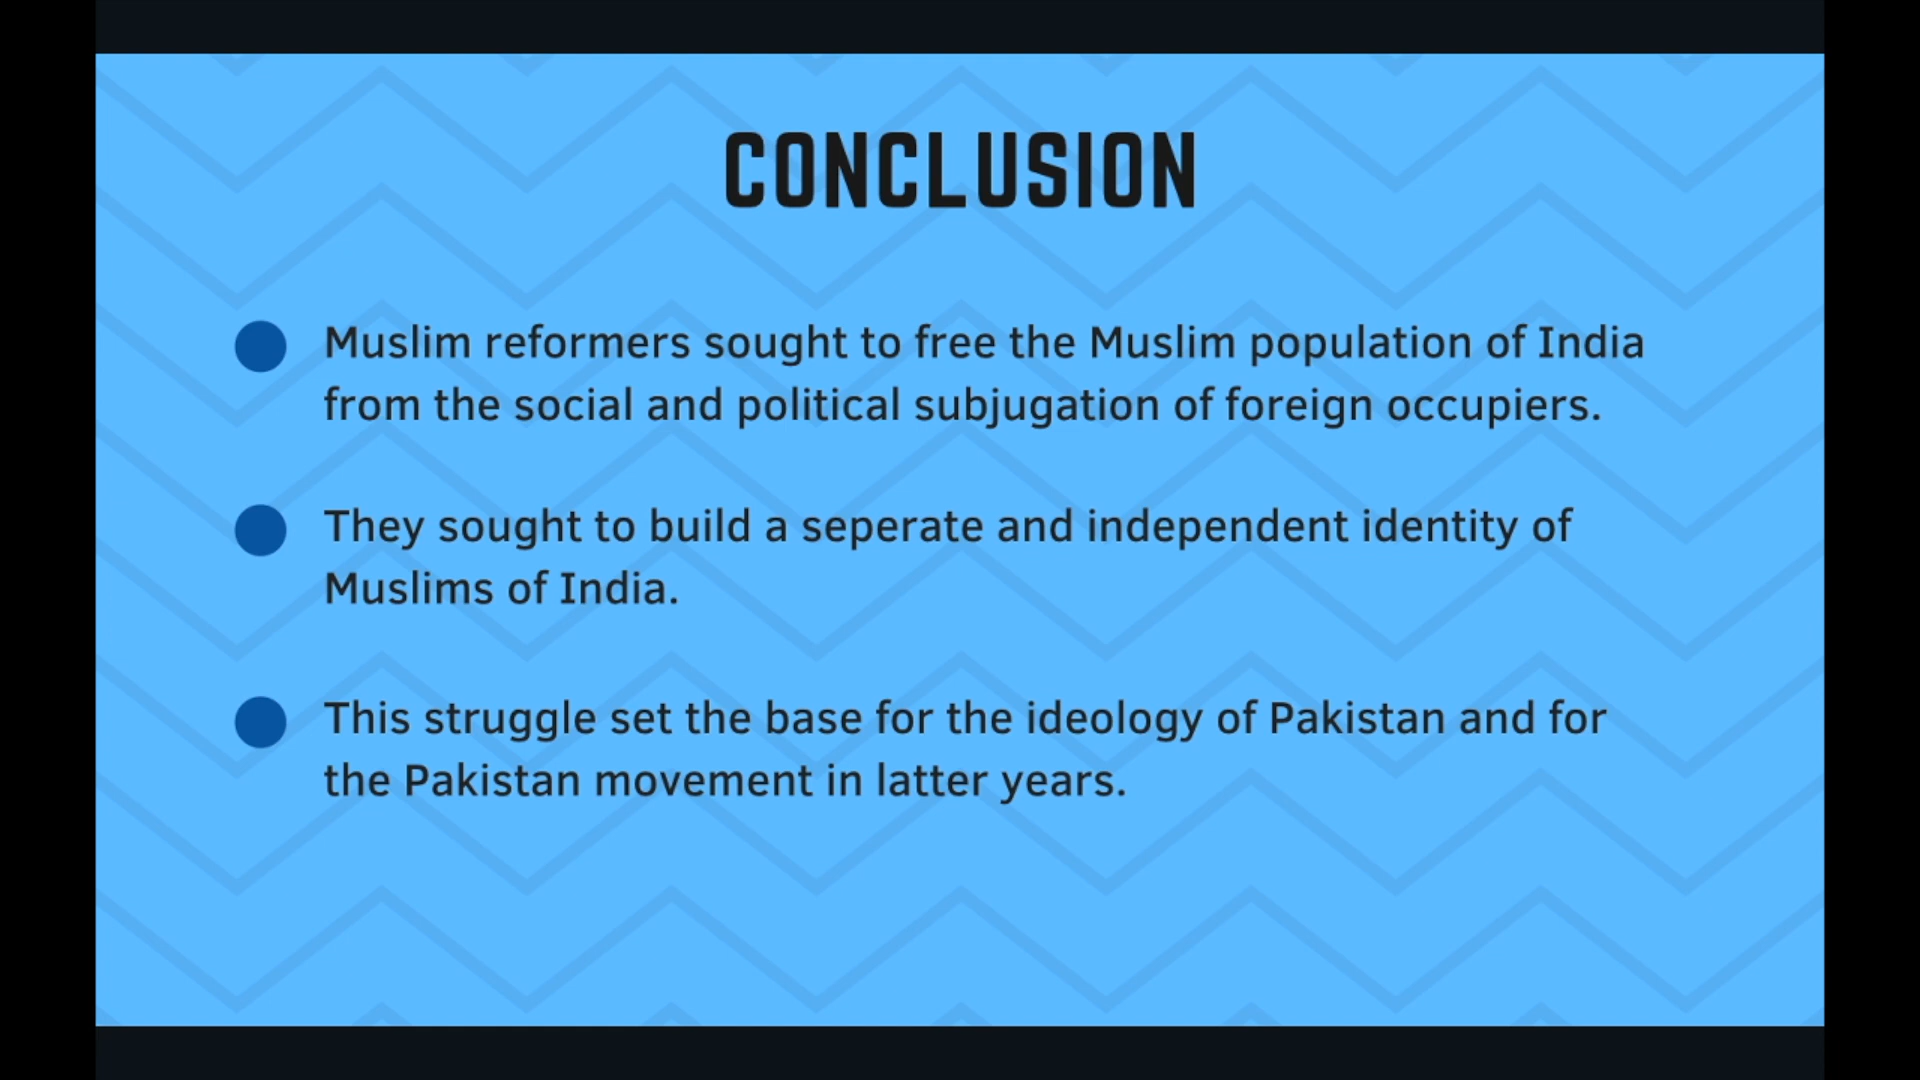 CONCLUSION
Muslim reformers sought to free the Muslim population of India
from the social and political subjugation of foreign occupiers.
They sought to build a seperate and independent identity of
Muslims of India.
This struggle set the base for the ideology of Pakistan and for
the Pakistan movement in latter years.